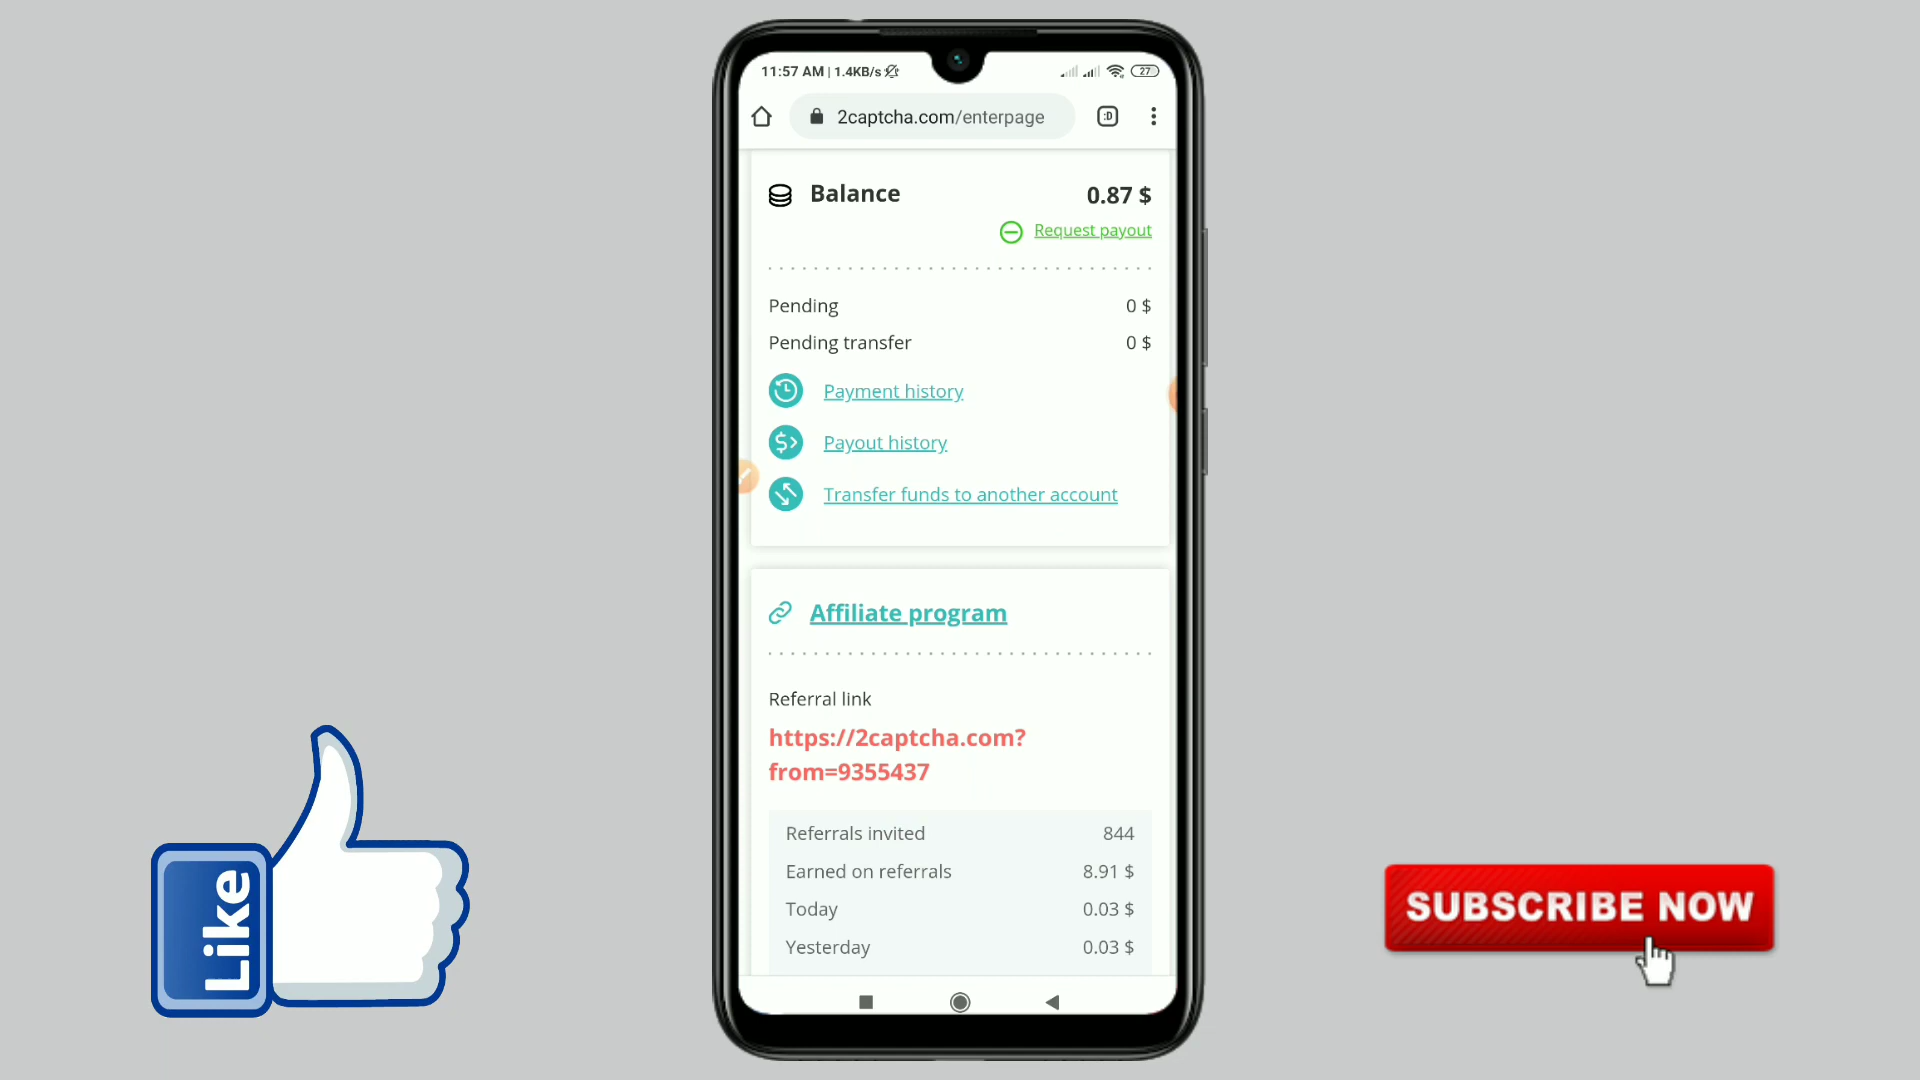 11:57 AM | 1.4KB/s
27
2captcha.com/enterpage
:D
Balance
0.87 $
Request payout
Pending
0 $
Pending transfer
0 $
Payment history
Payout history
Transfer funds to another account
Affiliate program
Referral link
https://2captcha.com?
from=9355437
Referrals invited
844
Earned on referrals
8.91 $
Today
0.03 $
Yesterday
0.03 $
Like
SUBSCRIBE NOW